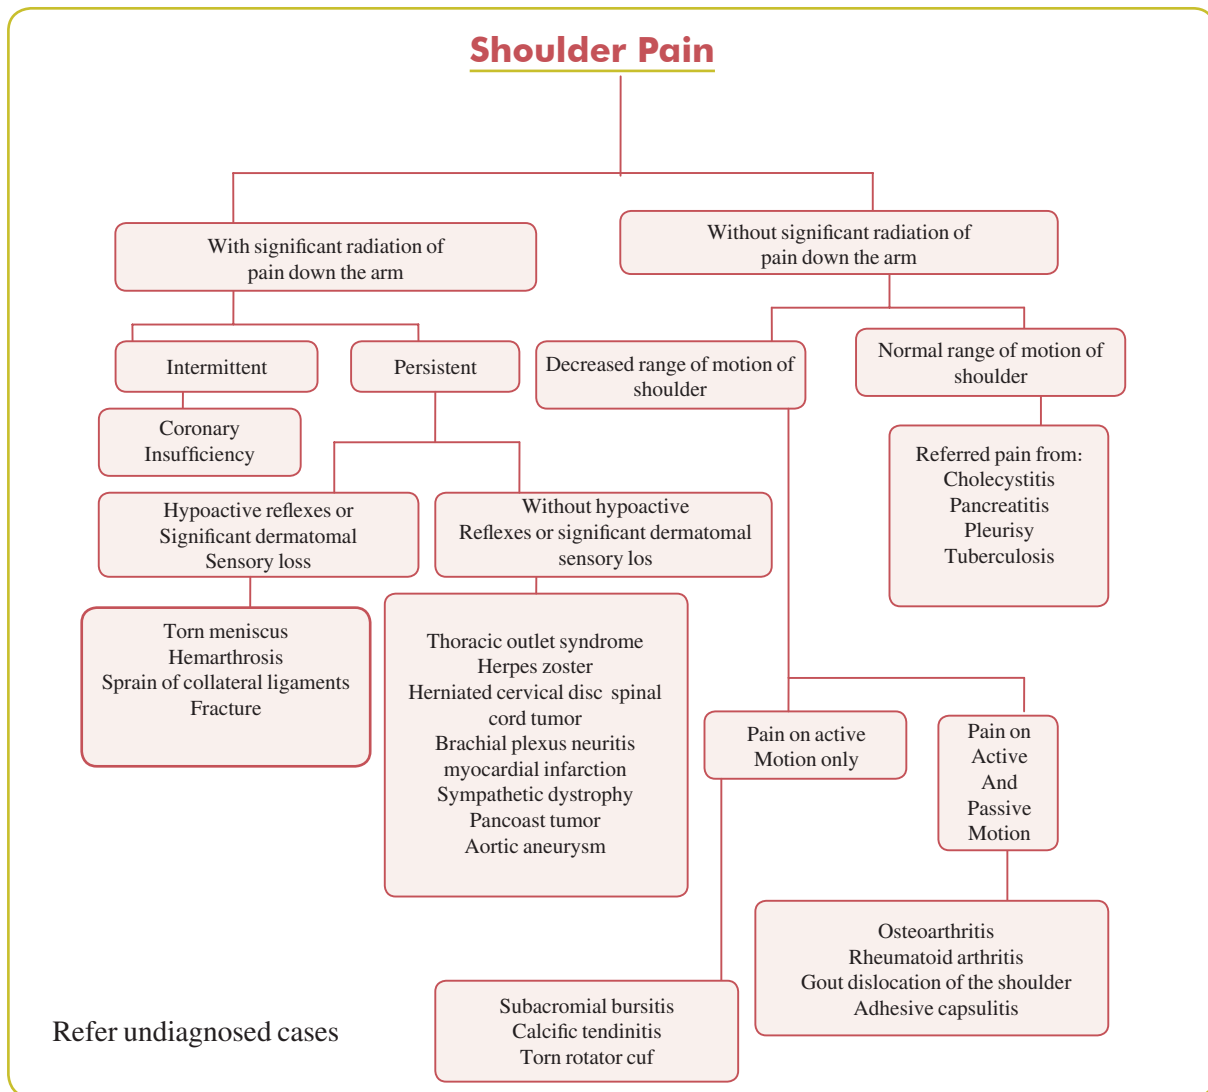 Shoulder Pain
With significant radiation of
pain down the arm
Without significant radiation of
pain down the arm
Intermittent
Persistent
Decreased range of motion of
shoulder
Normal range of motion of
shoulder
Coronary
Insufficiency
Referred pain from:
Cholecystitis
Pancreatitis
Pleurisy
Tuberculosis
Hypoactive reflexes or
Significant dermatomal
Sensory loss
Without hypoactive
Reflexes or significant dermatomal
sensory los
Torn meniscus
Hemarthrosis
Sprain of collateral ligaments
Fracture
Thoracic outlet syndrome
Herpes zoster
Herniated cervical disc spinal
cord tumor
Brachial plexus neuritis
myocardial infarction
Sympathetic dystrophy
Pancoast tumor
Aortic aneurysm
Pain on active
Motion only
Pain on
Active
And
Passive
Motion
Osteoarthritis
Rheumatoid arthritis
Gout dislocation of the shoulder
Adhesive capsulitis
Subacromial bursitis
Calcific tendinitis
Torn rotator cuf
Refer undiagnosed cases